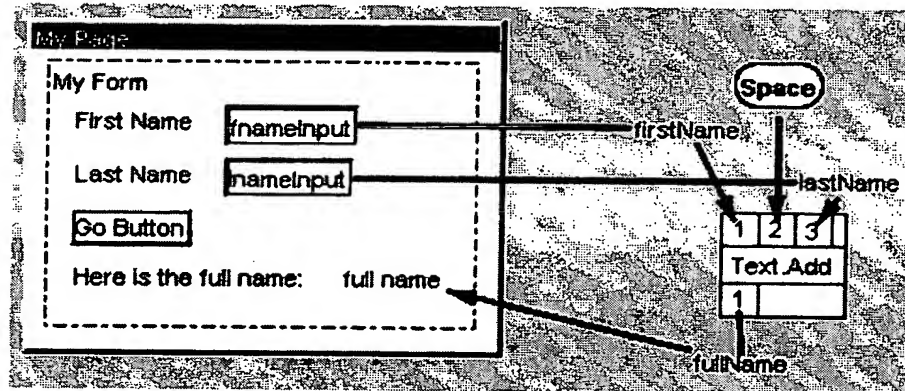 My Page
My Form
First Name
fnameInput
Last Name
nameInput
Go Button
Here is the full name: full name
Space
firstName
lastName
1 2 3
Text.Add
1
fullName